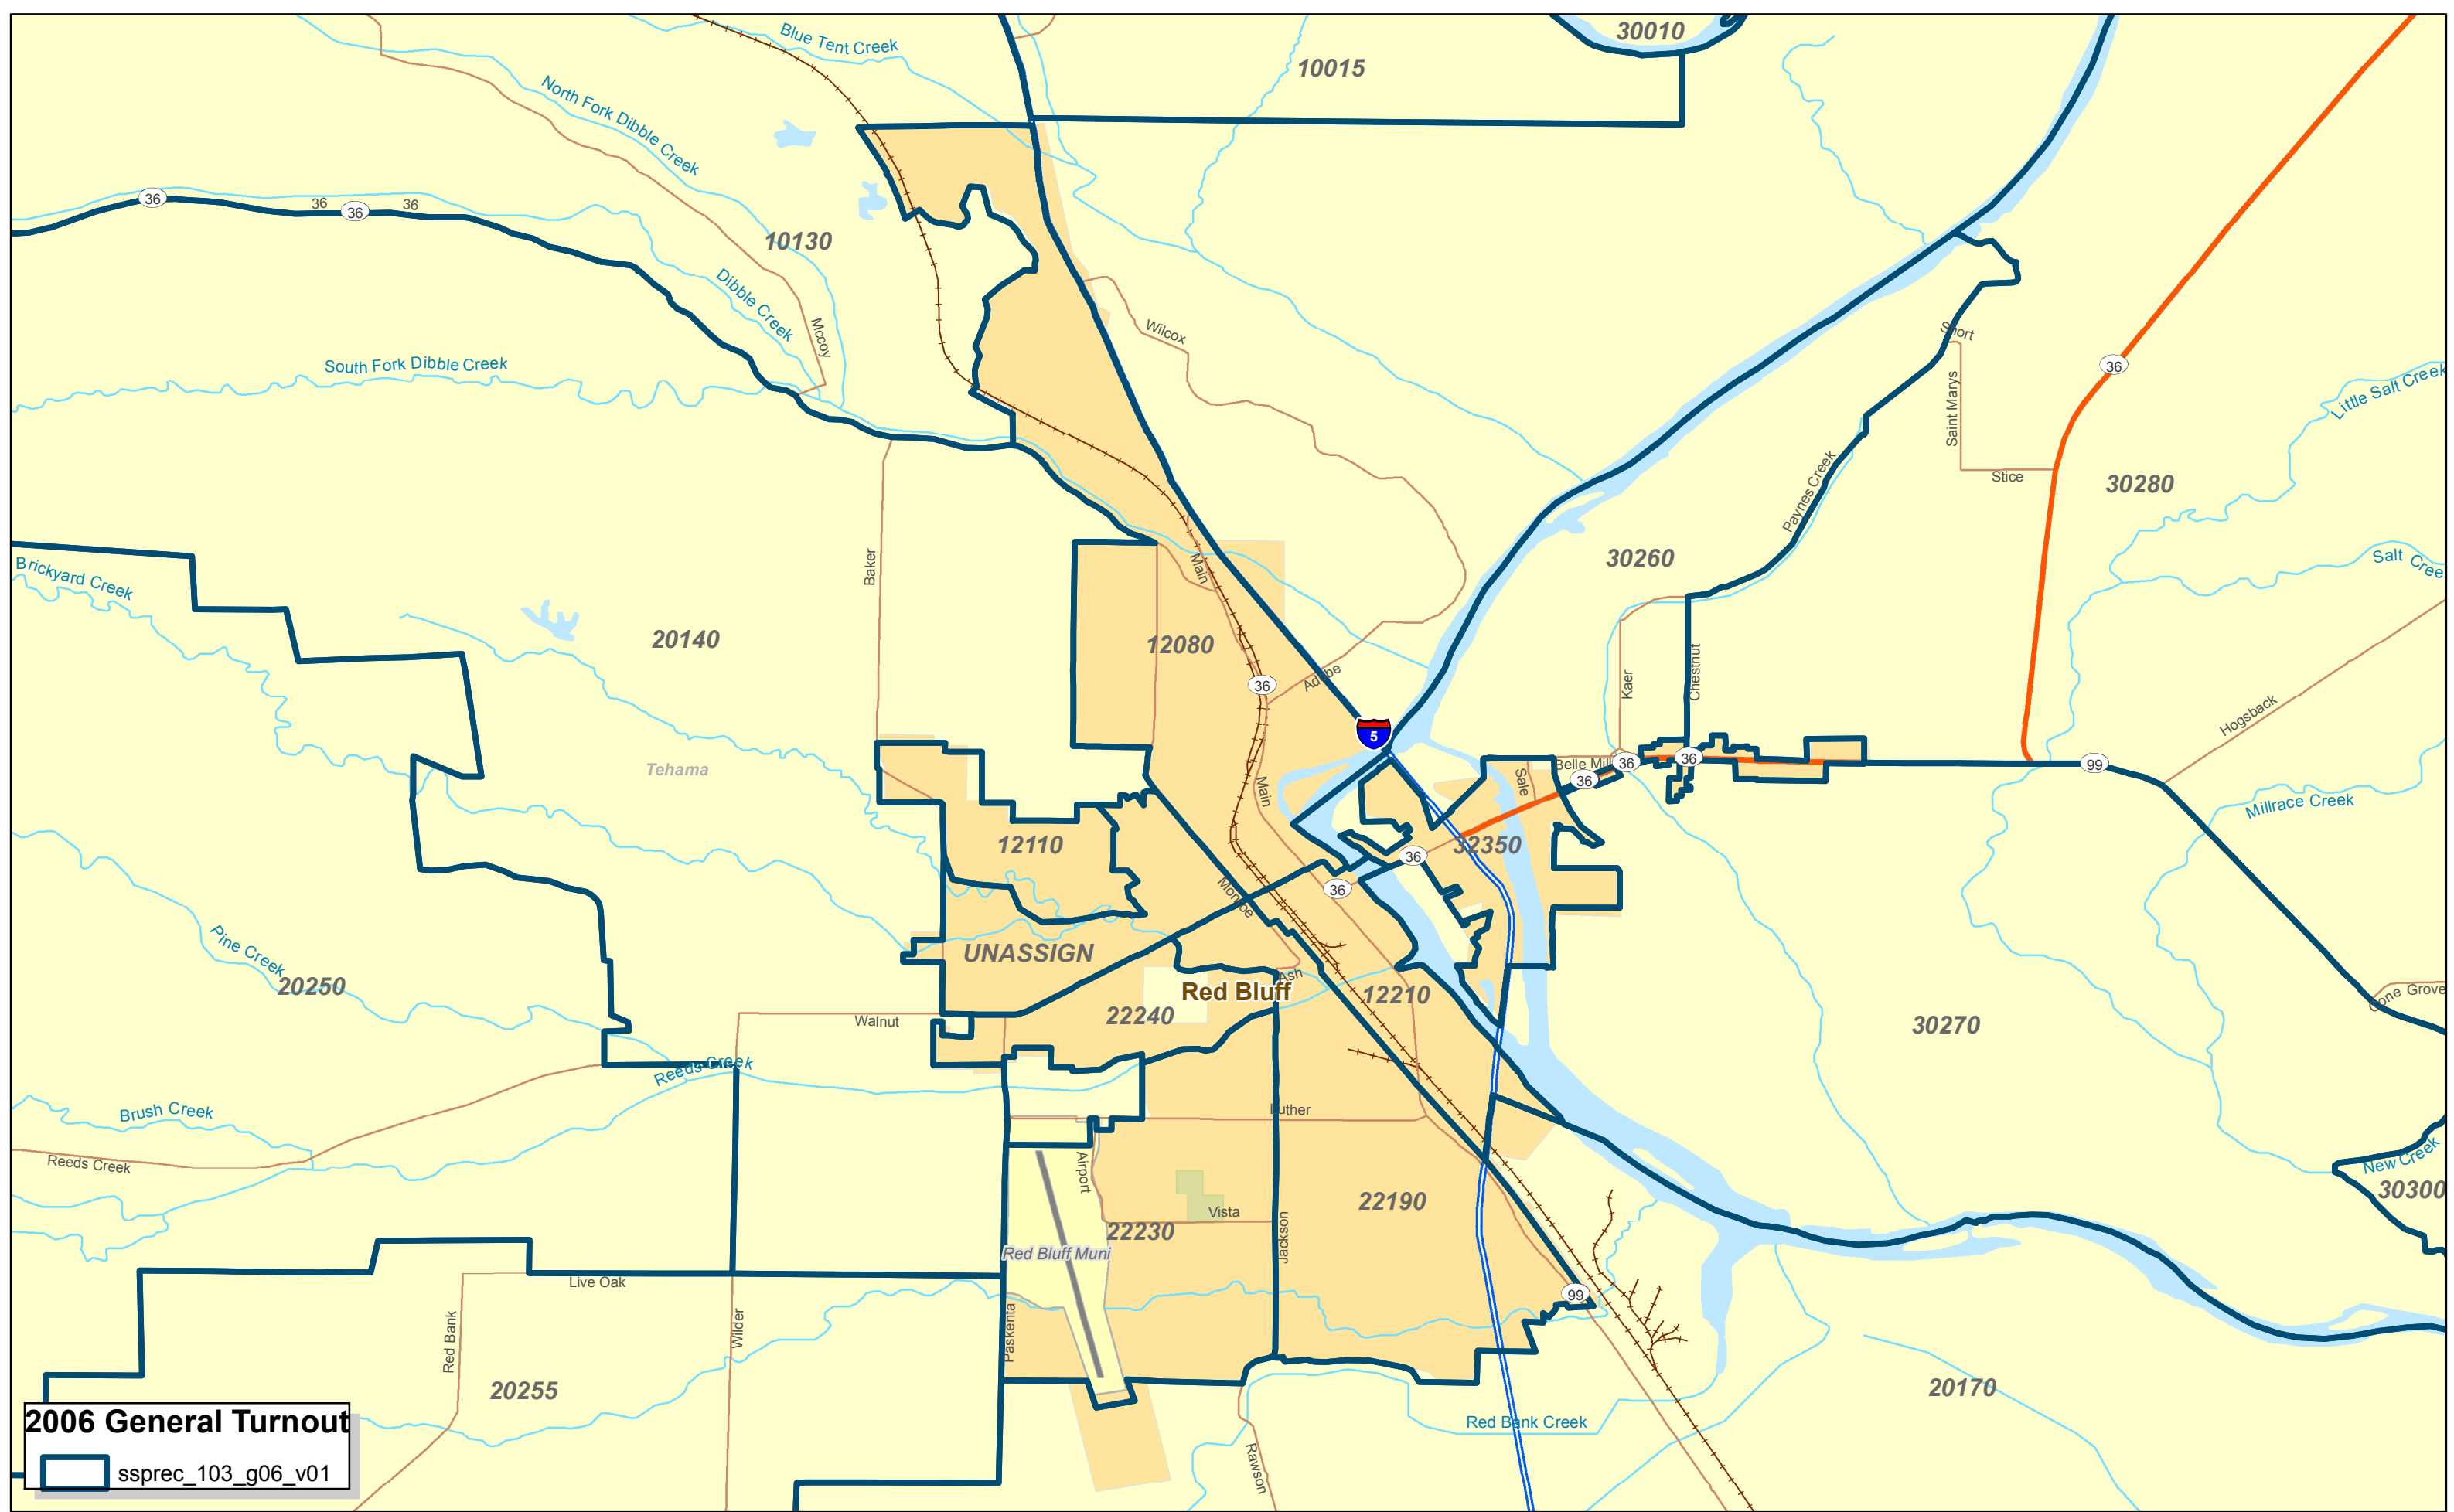 30010
Blue Tent Creek
10015
North Fork Dibble Creek
36
36
36
36
10130
Dibble Creek
Mccoy
Wilcox
Short
South Fork Dibble Creek
36
Little Salt Creek
Saint Marys
Stice
30280
Paynes Creek
Baker
Main
30260
Salt Creek
Brickyard Creek
20140
12080
Adobe
Kaer
Chestnut
36
Hogsback
5
Tehama
Belle Mill
36
36
36
99
Sale
Main
Millrace Creek
12110
32350
36
36
Monroe
UNASSIGN
Pine Creek
20250
Ash
Red Bluff
12210
Cone Grove
22240
Walnut
30270
Reeds Creek
Brush Creek
Luther
Reeds Creek
Airport
New Creek
30300
22190
Vista
22230
Jackson
Red Bluff Muni
Live Oak
99
Red Bank
Wilder
Paskenta
20255
20170
Red Bank Creek
Rawson
2006 General Turnout
ssprec_103_g06_v01